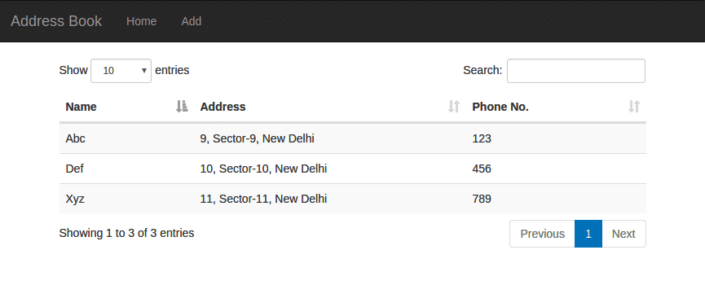 Address Book Home Add
Show 10 entries Search:
Name Address Phone No.
Abc 9, Sector-9, New Delhi 123
Def 10, Sector-10, New Delhi 456
Xyz 11, Sector-11, New Delhi 789
Showing 1 to 3 of 3 entries Previous 1 Next